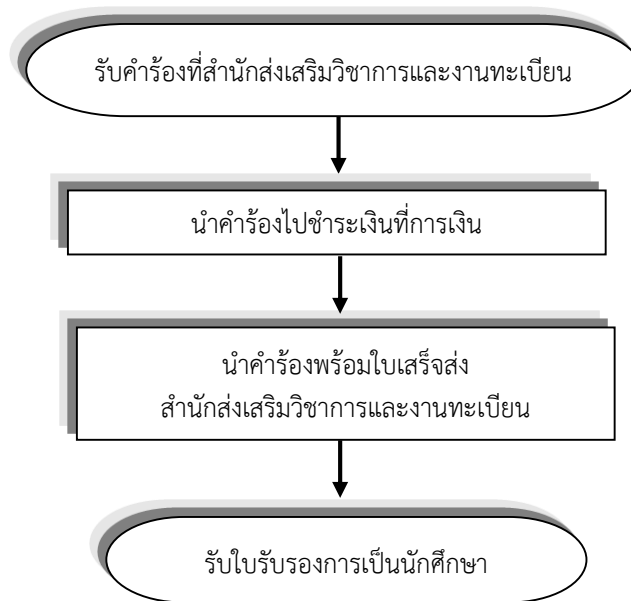 รับคำร้องที่สำนักส่งเสริมวิชาการและงานทะเบียน
นำคำร้องไปชำระเงินที่การเงิน
นำคำร้องพร้อมใบเสร็จส่ง
สำนักส่งเสริมวิชาการและงานทะเบียน
รับใบรับรองการเป็นนักศึกษา